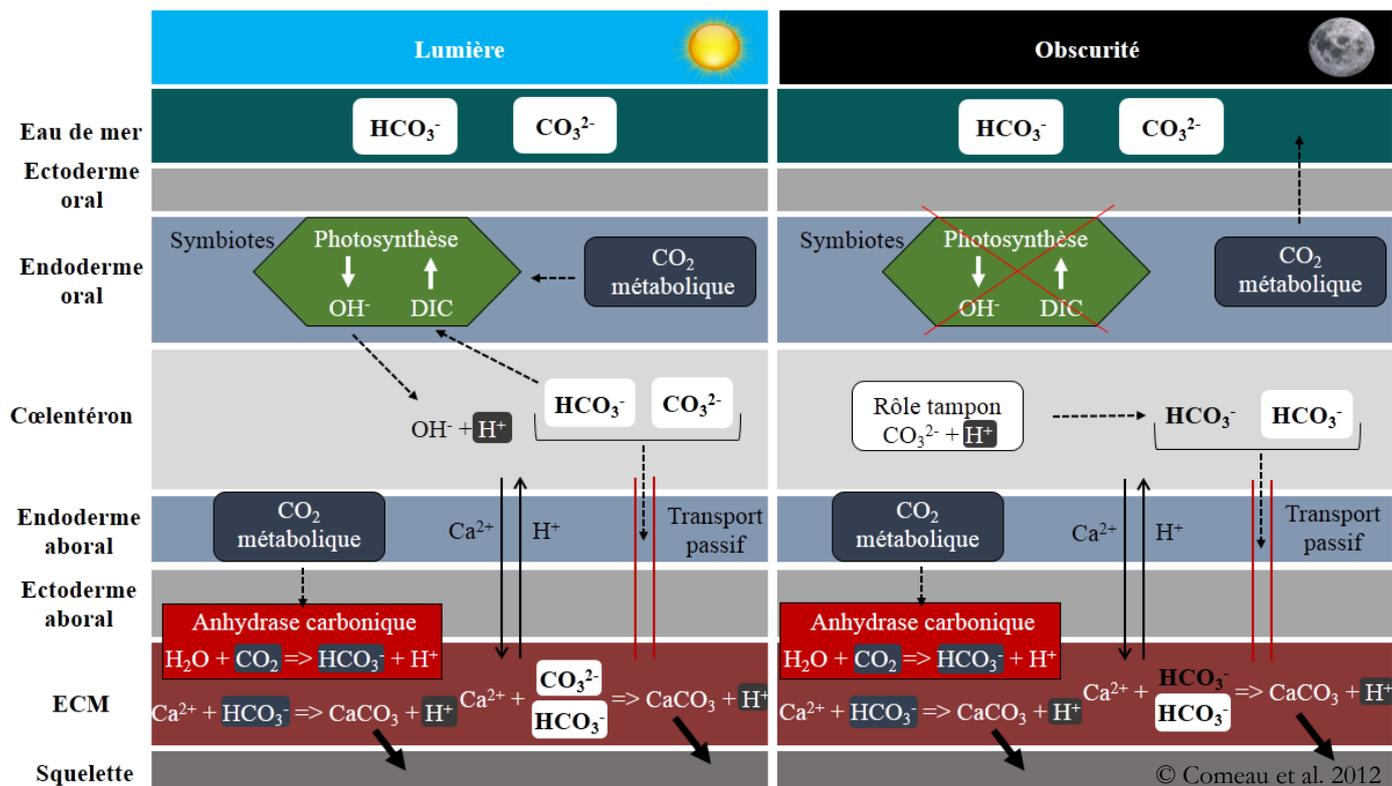 Lumière
Obscurité
Eau de mer
HCO₃⁻
CO₃²⁻
HCO₃⁻
CO₃²⁻
Ectoderme
oral
Endoderme
oral
Symbiotes
Photosynthèse
OH⁻
DIC
CO₂
métabolique
Symbiotes
Photosynthèse
OH⁻
DIC
CO₂
métabolique
Cœlentéron
OH⁻ + H⁺
HCO₃⁻
CO₃²⁻
Rôle tampon
CO₃²⁻ + H⁺
HCO₃⁻
HCO₃⁻
Endoderme
aboral
CO₂
métabolique
Ca²⁺
H⁺
Transport
passif
CO₂
métabolique
Ca²⁺
H⁺
Transport
passif
Ectoderme
aboral
Anhydrase carbonique
H₂O + CO₂ => HCO₃⁻ + H⁺
Anhydrase carbonique
H₂O + CO₂ => HCO₃⁻ + H⁺
ECM
Ca²⁺ + HCO₃⁻ => CaCO₃ + H⁺
Ca²⁺ +
CO₃²⁻
HCO₃⁻
=> CaCO₃ + H⁺
Ca²⁺ + HCO₃⁻ => CaCO₃ + H⁺
Ca²⁺ +
HCO₃⁻
HCO₃⁻
=> CaCO₃ + H⁺
Squelette
© Comeau et al. 2012